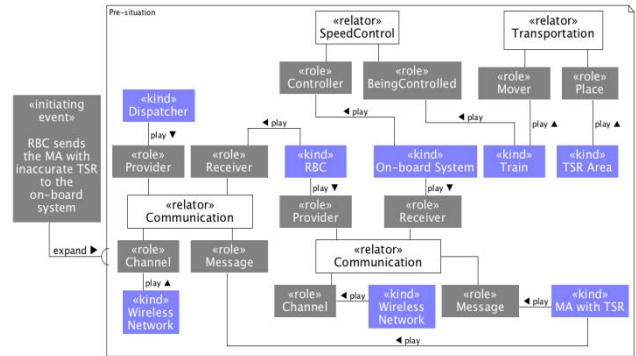 Pre-situation
«relator»
SpeedControl
«relator»
Transportation
«role»
Controller
«role»
BeingControlled
«role»
Mover
«role»
Place
«initiating
event»
RBC sends
the MA with
inaccurate TSR
to the
on-board
system
«kind»
Dispatcher
play ▼
◀ play
◀ play
◀ play
play ▲
play ▲
«role»
Provider
«role»
Receiver
«kind»
RBC
«kind»
On-board System
«kind»
Train
«kind»
TSR Area
play ▼
play ▼
«relator»
Communication
«role»
Provider
«role»
Receiver
expand ▶
«role»
Channel
«role»
Message
«relator»
Communication
play ▲
«kind»
Wireless
Network
«role»
Channel
◀ play
«kind»
Wireless
Network
«role»
Message
◀ play
«kind»
MA with TSR
◀ play